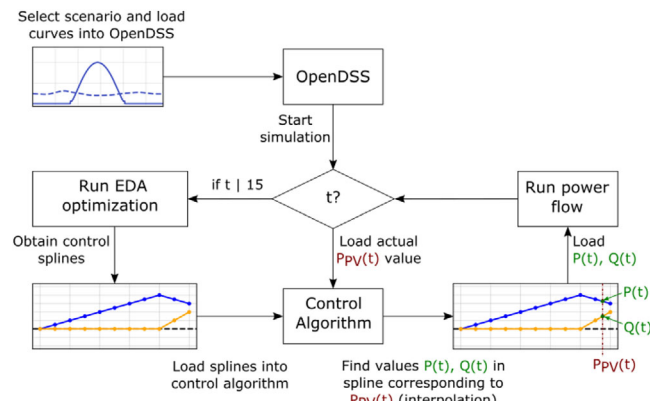 Select scenario and load
curves into OpenDSS
OpenDSS
Start
simulation
Run EDA
optimization
if t | 15
t?
Run power
flow
Obtain control
splines
Load actual
PPV(t) value
Load
P(t), Q(t)
Control
Algorithm
P(t)
Q(t)
PPV(t)
Load splines into
control algorithm
Find values P(t), Q(t) in
spline corresponding to
PPV(t) (interpolation)